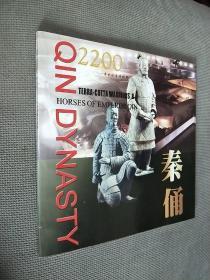 QIN DYNASTY
2200
TERRA-COTTA WARRIORS &
HORSES OF EMPEROR QIN
秦
俑